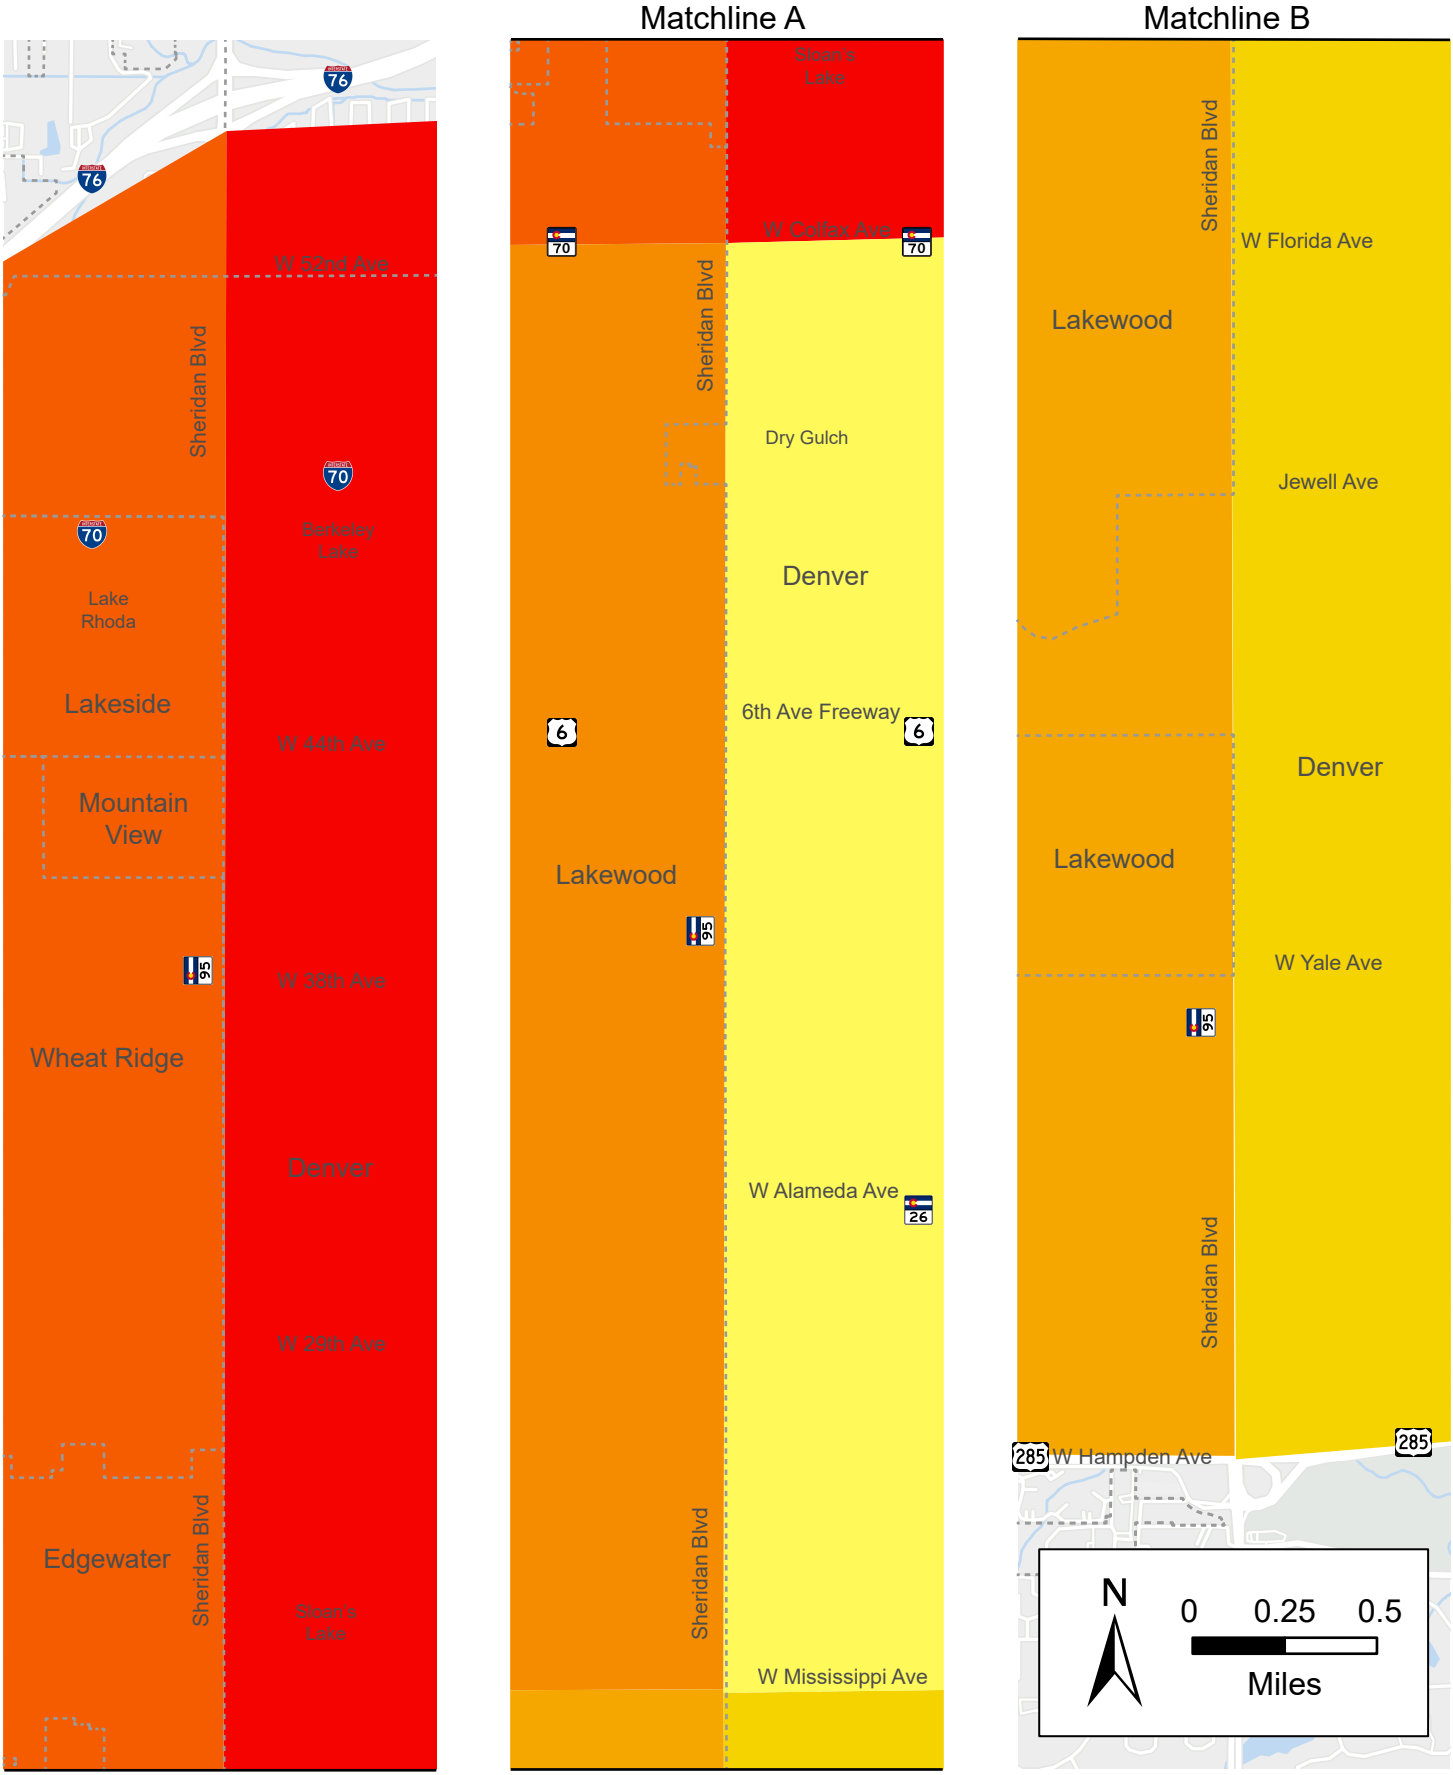 Matchline A
Matchline B
76
76
W 52nd Ave
Sheridan Blvd
70
70
Berkeley
Lake
Lake
Rhoda
Lakeside
W 44th Ave
Mountain
View
95
W 38th Ave
Wheat Ridge
Denver
W 29th Ave
Edgewater
Sheridan Blvd
Sloan's
Lake
Sloan's
Lake
70
W Colfax Ave
70
Sheridan Blvd
Dry Gulch
Denver
6
6th Ave Freeway
6
Lakewood
95
W Alameda Ave
26
Sheridan Blvd
W Mississippi Ave
Sheridan Blvd
W Florida Ave
Lakewood
Jewell Ave
Denver
Lakewood
W Yale Ave
95
Sheridan Blvd
285
W Hampden Ave
285
N
0 0.25 0.5
Miles